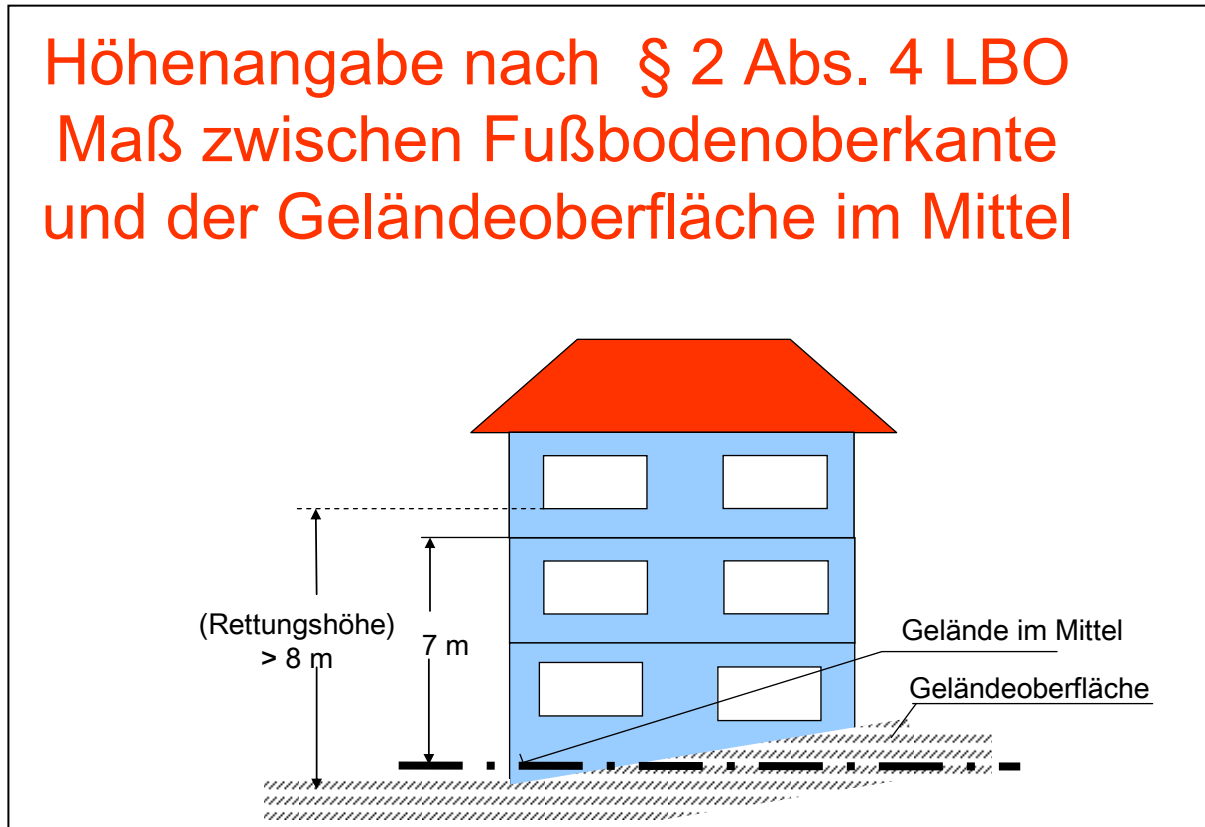 Höhenangabe nach § 2 Abs. 4 LBO
Maß zwischen Fußbodenoberkante
und der Geländeoberfläche im Mittel
(Rettungshöhe)
> 8 m
7 m
Gelände im Mittel
Geländeoberfläche